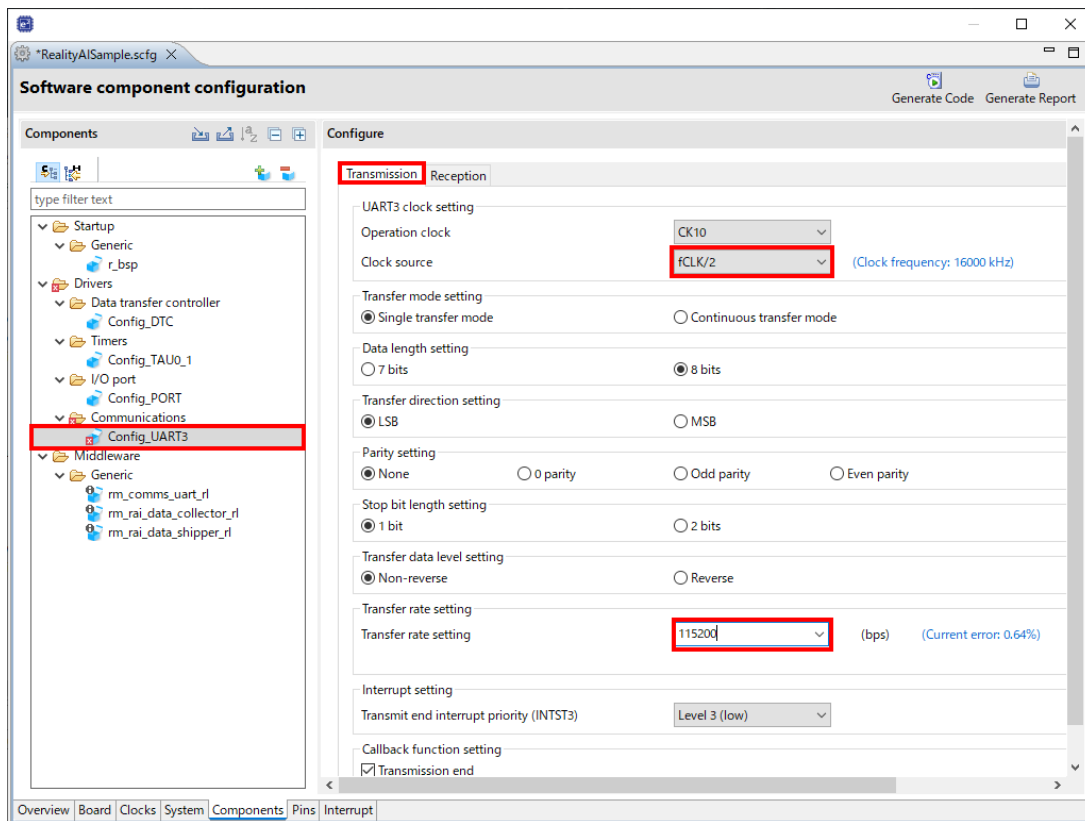 *RealityAISample.scfg
Software component configuration
Generate Code Generate Report
Components
Configure
type filter text
Startup
Generic
r_bsp
Drivers
Data transfer controller
Config_DTC
Timers
Config_TAU0_1
I/O port
Config_PORT
Communications
Config_UART3
Middleware
Generic
rm_comms_uart_rl
rm_rai_data_collector_rl
rm_rai_data_shipper_rl
Transmission Reception
UART3 clock setting
Operation clock CK10
Clock source fCLK/2 (Clock frequency: 16000 kHz)
Transfer mode setting
Single transfer mode Continuous transfer mode
Data length setting
7 bits 8 bits
Transfer direction setting
LSB MSB
Parity setting
None 0 parity Odd parity Even parity
Stop bit length setting
1 bit 2 bits
Transfer data level setting
Non-reverse Reverse
Transfer rate setting
Transfer rate setting 115200 (bps) (Current error: 0.64%)
Interrupt setting
Transmit end interrupt priority (INTST3) Level 3 (low)
Callback function setting
Transmission end
Overview Board Clocks System Components Pins Interrupt